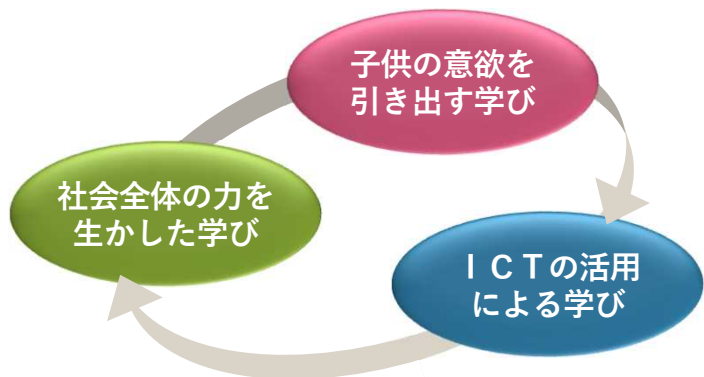 子供の意欲を
引き出す学び
社会全体の力を
生かした学び
ＩＣＴの活用
による学び